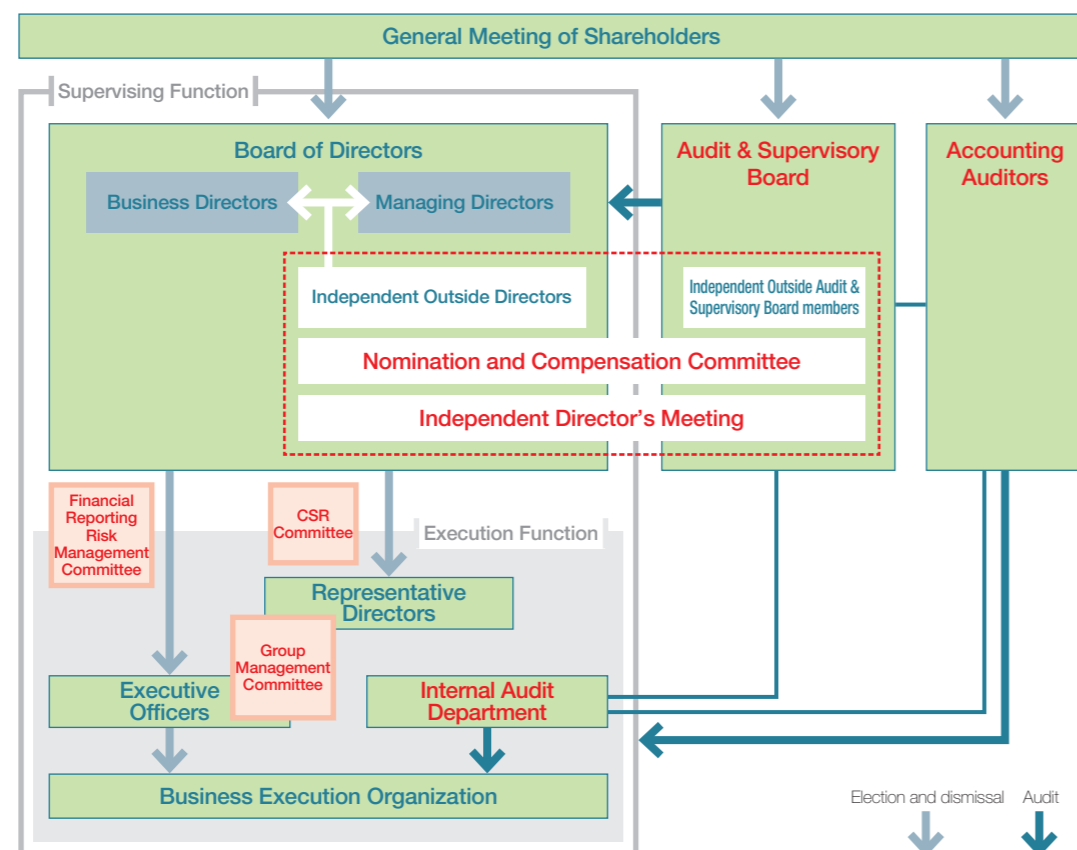 General Meeting of Shareholders
Supervising Function
Board of Directors
Business Directors
Managing Directors
Audit & Supervisory
Board
Accounting
Auditors
Independent Outside Directors
Independent Outside Audit &
Supervisory Board members
Nomination and Compensation Committee
Independent Director's Meeting
Financial
Reporting
Risk
Management
Committee
CSR
Committee
Execution Function
Representative
Directors
Group
Management
Committee
Executive
Officers
Internal Audit
Department
Business Execution Organization
Election and dismissal
Audit